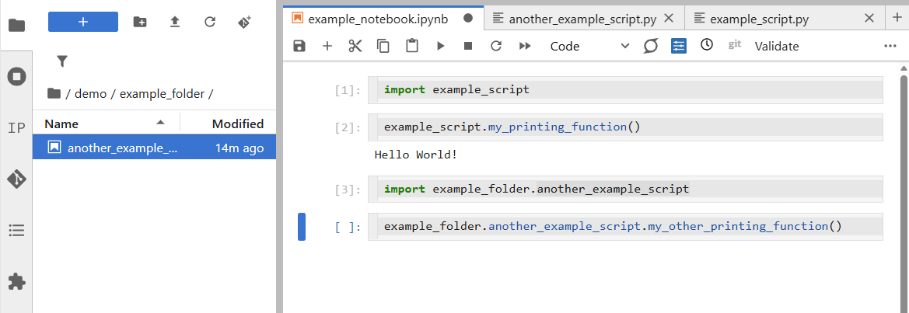 example_notebook.ipynb
another_example_script.py
example_script.py
Code
git
Validate
/ demo / example_folder /
Name
Modified
another_example_...
14m ago
IP
[1]: import example_script
[2]: example_script.my_printing_function()
Hello World!
[3]: import example_folder.another_example_script
[ ]: example_folder.another_example_script.my_other_printing_function()